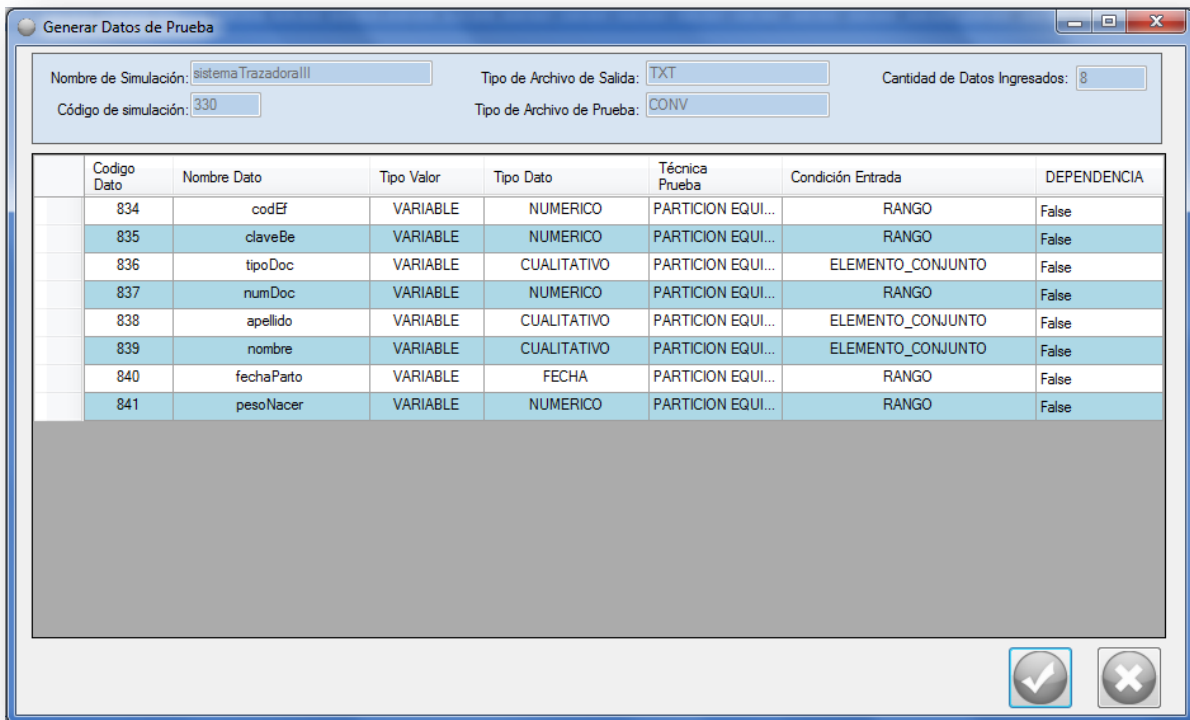 Generar Datos de Prueba
Nombre de Simulación: sistemaTrazadoraIII Tipo de Archivo de Salida: TXT Cantidad de Datos Ingresados: 8
Código de simulación: 330 Tipo de Archivo de Prueba: CONV
Codigo Dato Nombre Dato Tipo Valor Tipo Dato Técnica Prueba Condición Entrada DEPENDENCIA
834 codEf VARIABLE NUMERICO PARTICION EQUI... RANGO False
835 claveBe VARIABLE NUMERICO PARTICION EQUI... RANGO False
836 tipoDoc VARIABLE CUALITATIVO PARTICION EQUI... ELEMENTO_CONJUNTO False
837 numDoc VARIABLE NUMERICO PARTICION EQUI... RANGO False
838 apellido VARIABLE CUALITATIVO PARTICION EQUI... ELEMENTO_CONJUNTO False
839 nombre VARIABLE CUALITATIVO PARTICION EQUI... ELEMENTO_CONJUNTO False
840 fechaParto VARIABLE FECHA PARTICION EQUI... RANGO False
841 pesoNacer VARIABLE NUMERICO PARTICION EQUI... RANGO False